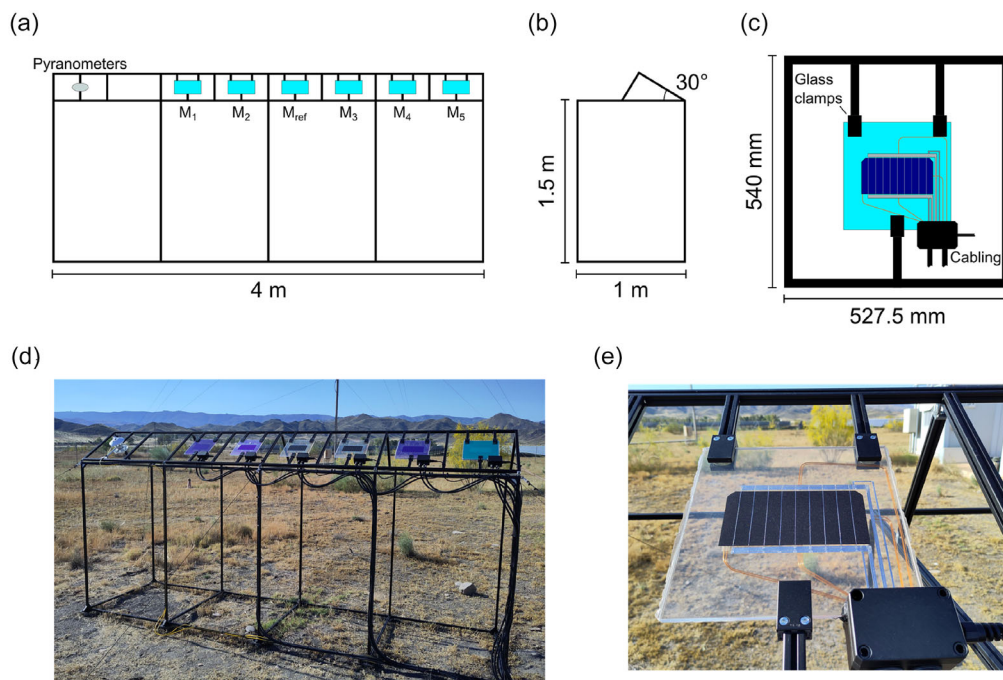 (a)
(b)
(c)
Pyranometers
M1
M2
Mref
M3
M4
M5
4 m
30°
1.5 m
1 m
Glass
clamps
540 mm
Cabling
527.5 mm
(d)
(e)